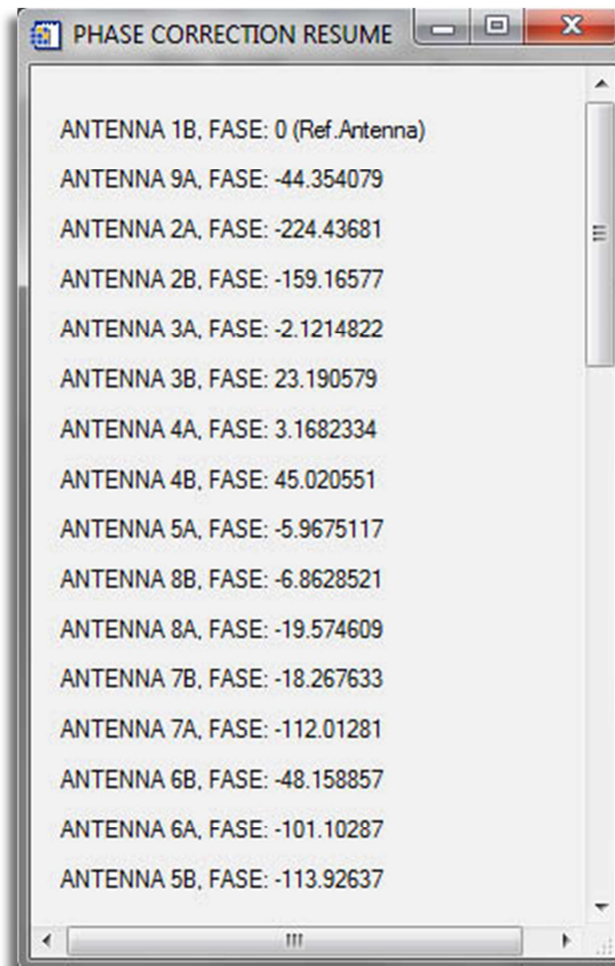 PHASE CORRECTION RESUME
ANTENNA 1B, FASE: 0 (Ref.Antenna)
ANTENNA 9A, FASE: -44.354079
ANTENNA 2A, FASE: -224.43681
ANTENNA 2B, FASE: -159.16577
ANTENNA 3A, FASE: -2.1214822
ANTENNA 3B, FASE: 23.190579
ANTENNA 4A, FASE: 3.1682334
ANTENNA 4B, FASE: 45.020551
ANTENNA 5A, FASE: -5.9675117
ANTENNA 8B, FASE: -6.8628521
ANTENNA 8A, FASE: -19.574609
ANTENNA 7B, FASE: -18.267633
ANTENNA 7A, FASE: -112.01281
ANTENNA 6B, FASE: -48.158857
ANTENNA 6A, FASE: -101.10287
ANTENNA 5B, FASE: -113.92637